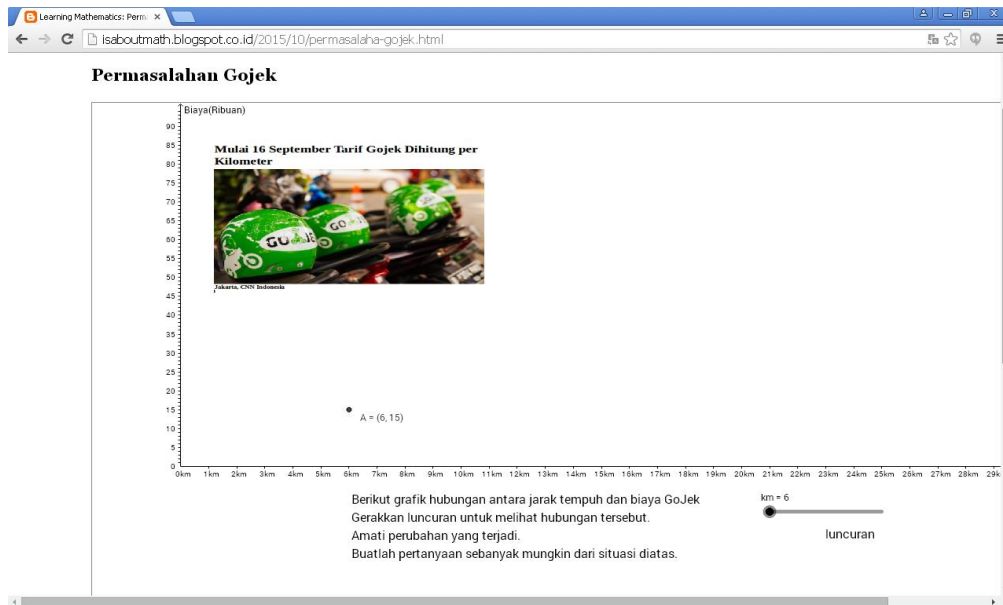 Learning Mathematics: Perm
isaboutmath.blogspot.co.id/2015/10/permasalaha-gojek.html
Permasalahan Gojek
Biaya(Ribuan)
90
85
80
75
70
65
60
55
50
45
40
35
30
25
20
15
10
5
0
Mulai 16 September Tarif Gojek Dihitung per
Kilometer
GO
Jakarta, CNN Indonesia
A = (6, 15)
0km 1km 2km 3km 4km 5km 6km 7km 8km 9km 10km 11km 12km 13km 14km 15km 16km 17km 18km 19km 20km 21km 22km 23km 24km 25km 26km 27km 28km 29k
Berikut grafik hubungan antara jarak tempuh dan biaya GoJek
Gerakkan luncuran untuk melihat hubungan tersebut.
Amati perubahan yang terjadi.
Buatlah pertanyaan sebanyak mungkin dari situasi diatas.
km = 6
luncuran